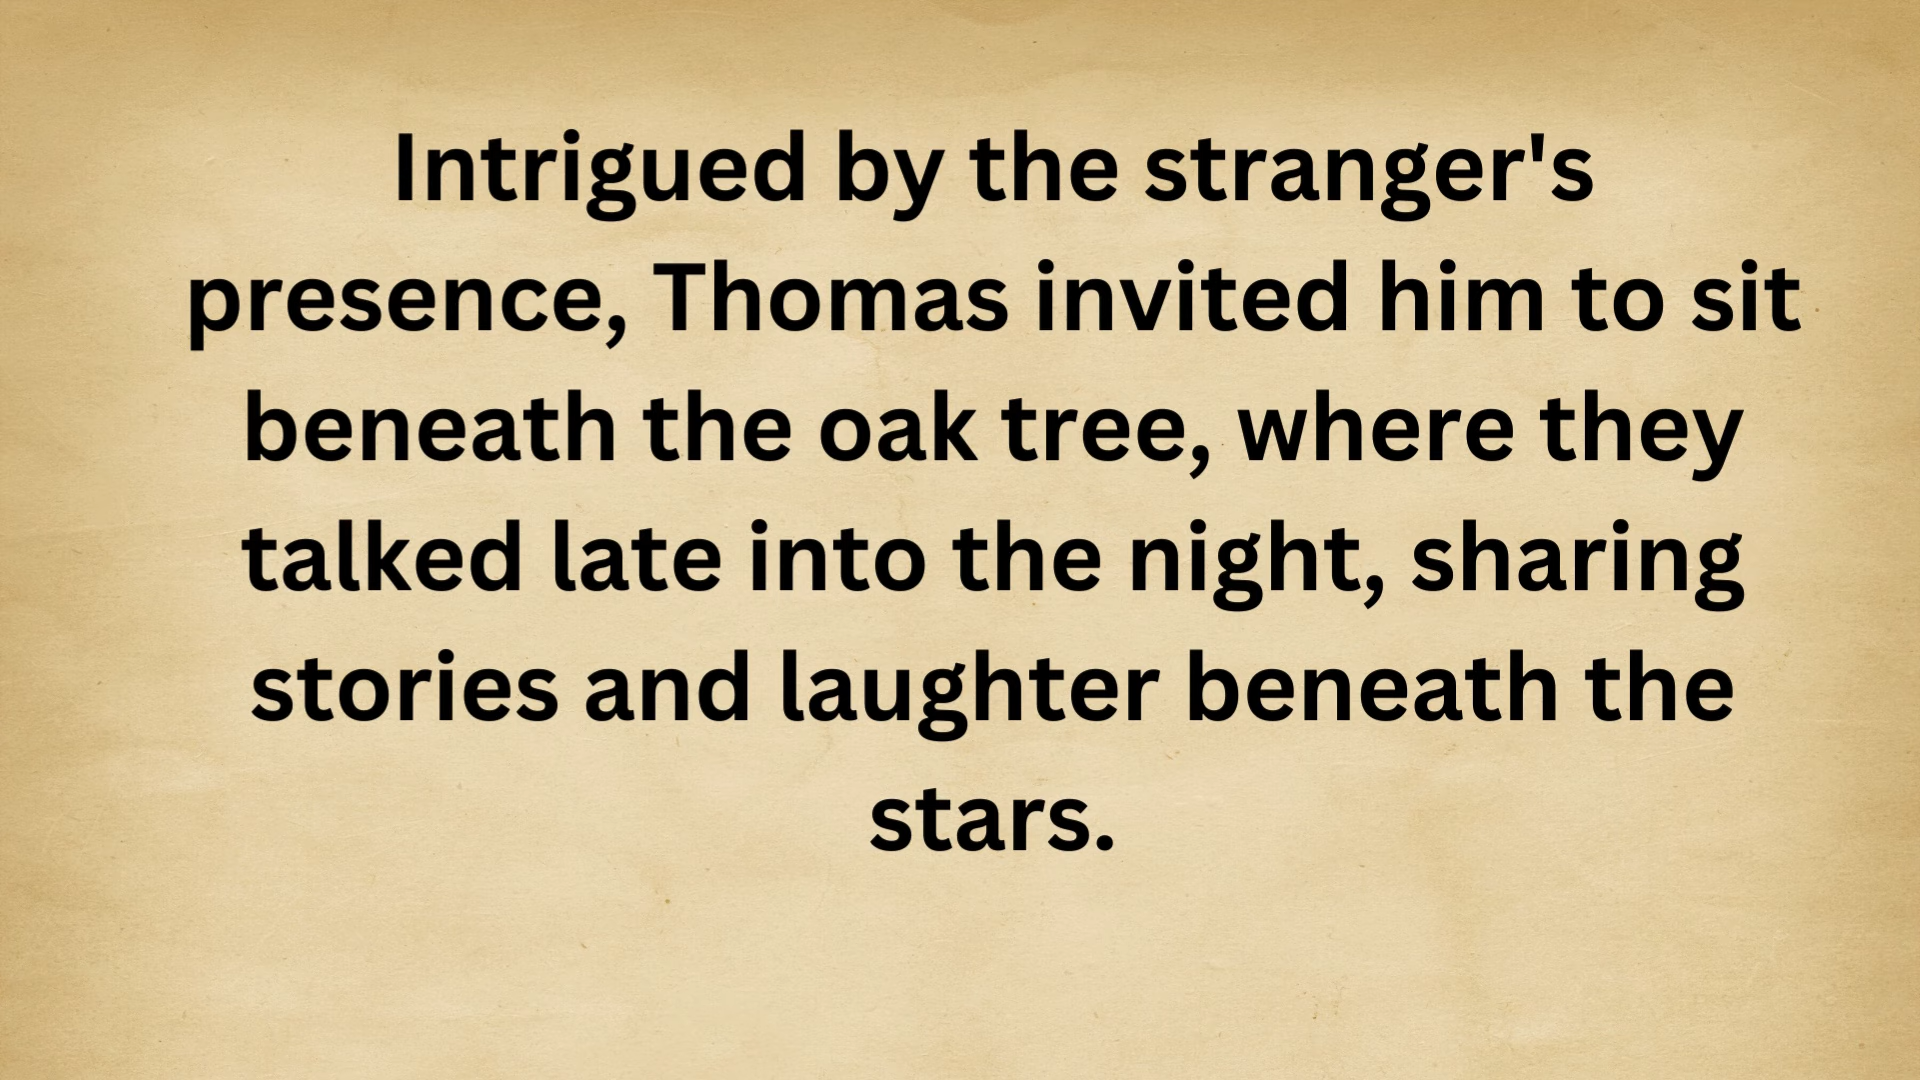 Intrigued by the stranger's
presence, Thomas invited him to sit
beneath the oak tree, where they
talked late into the night, sharing
stories and laughter beneath the
stars.